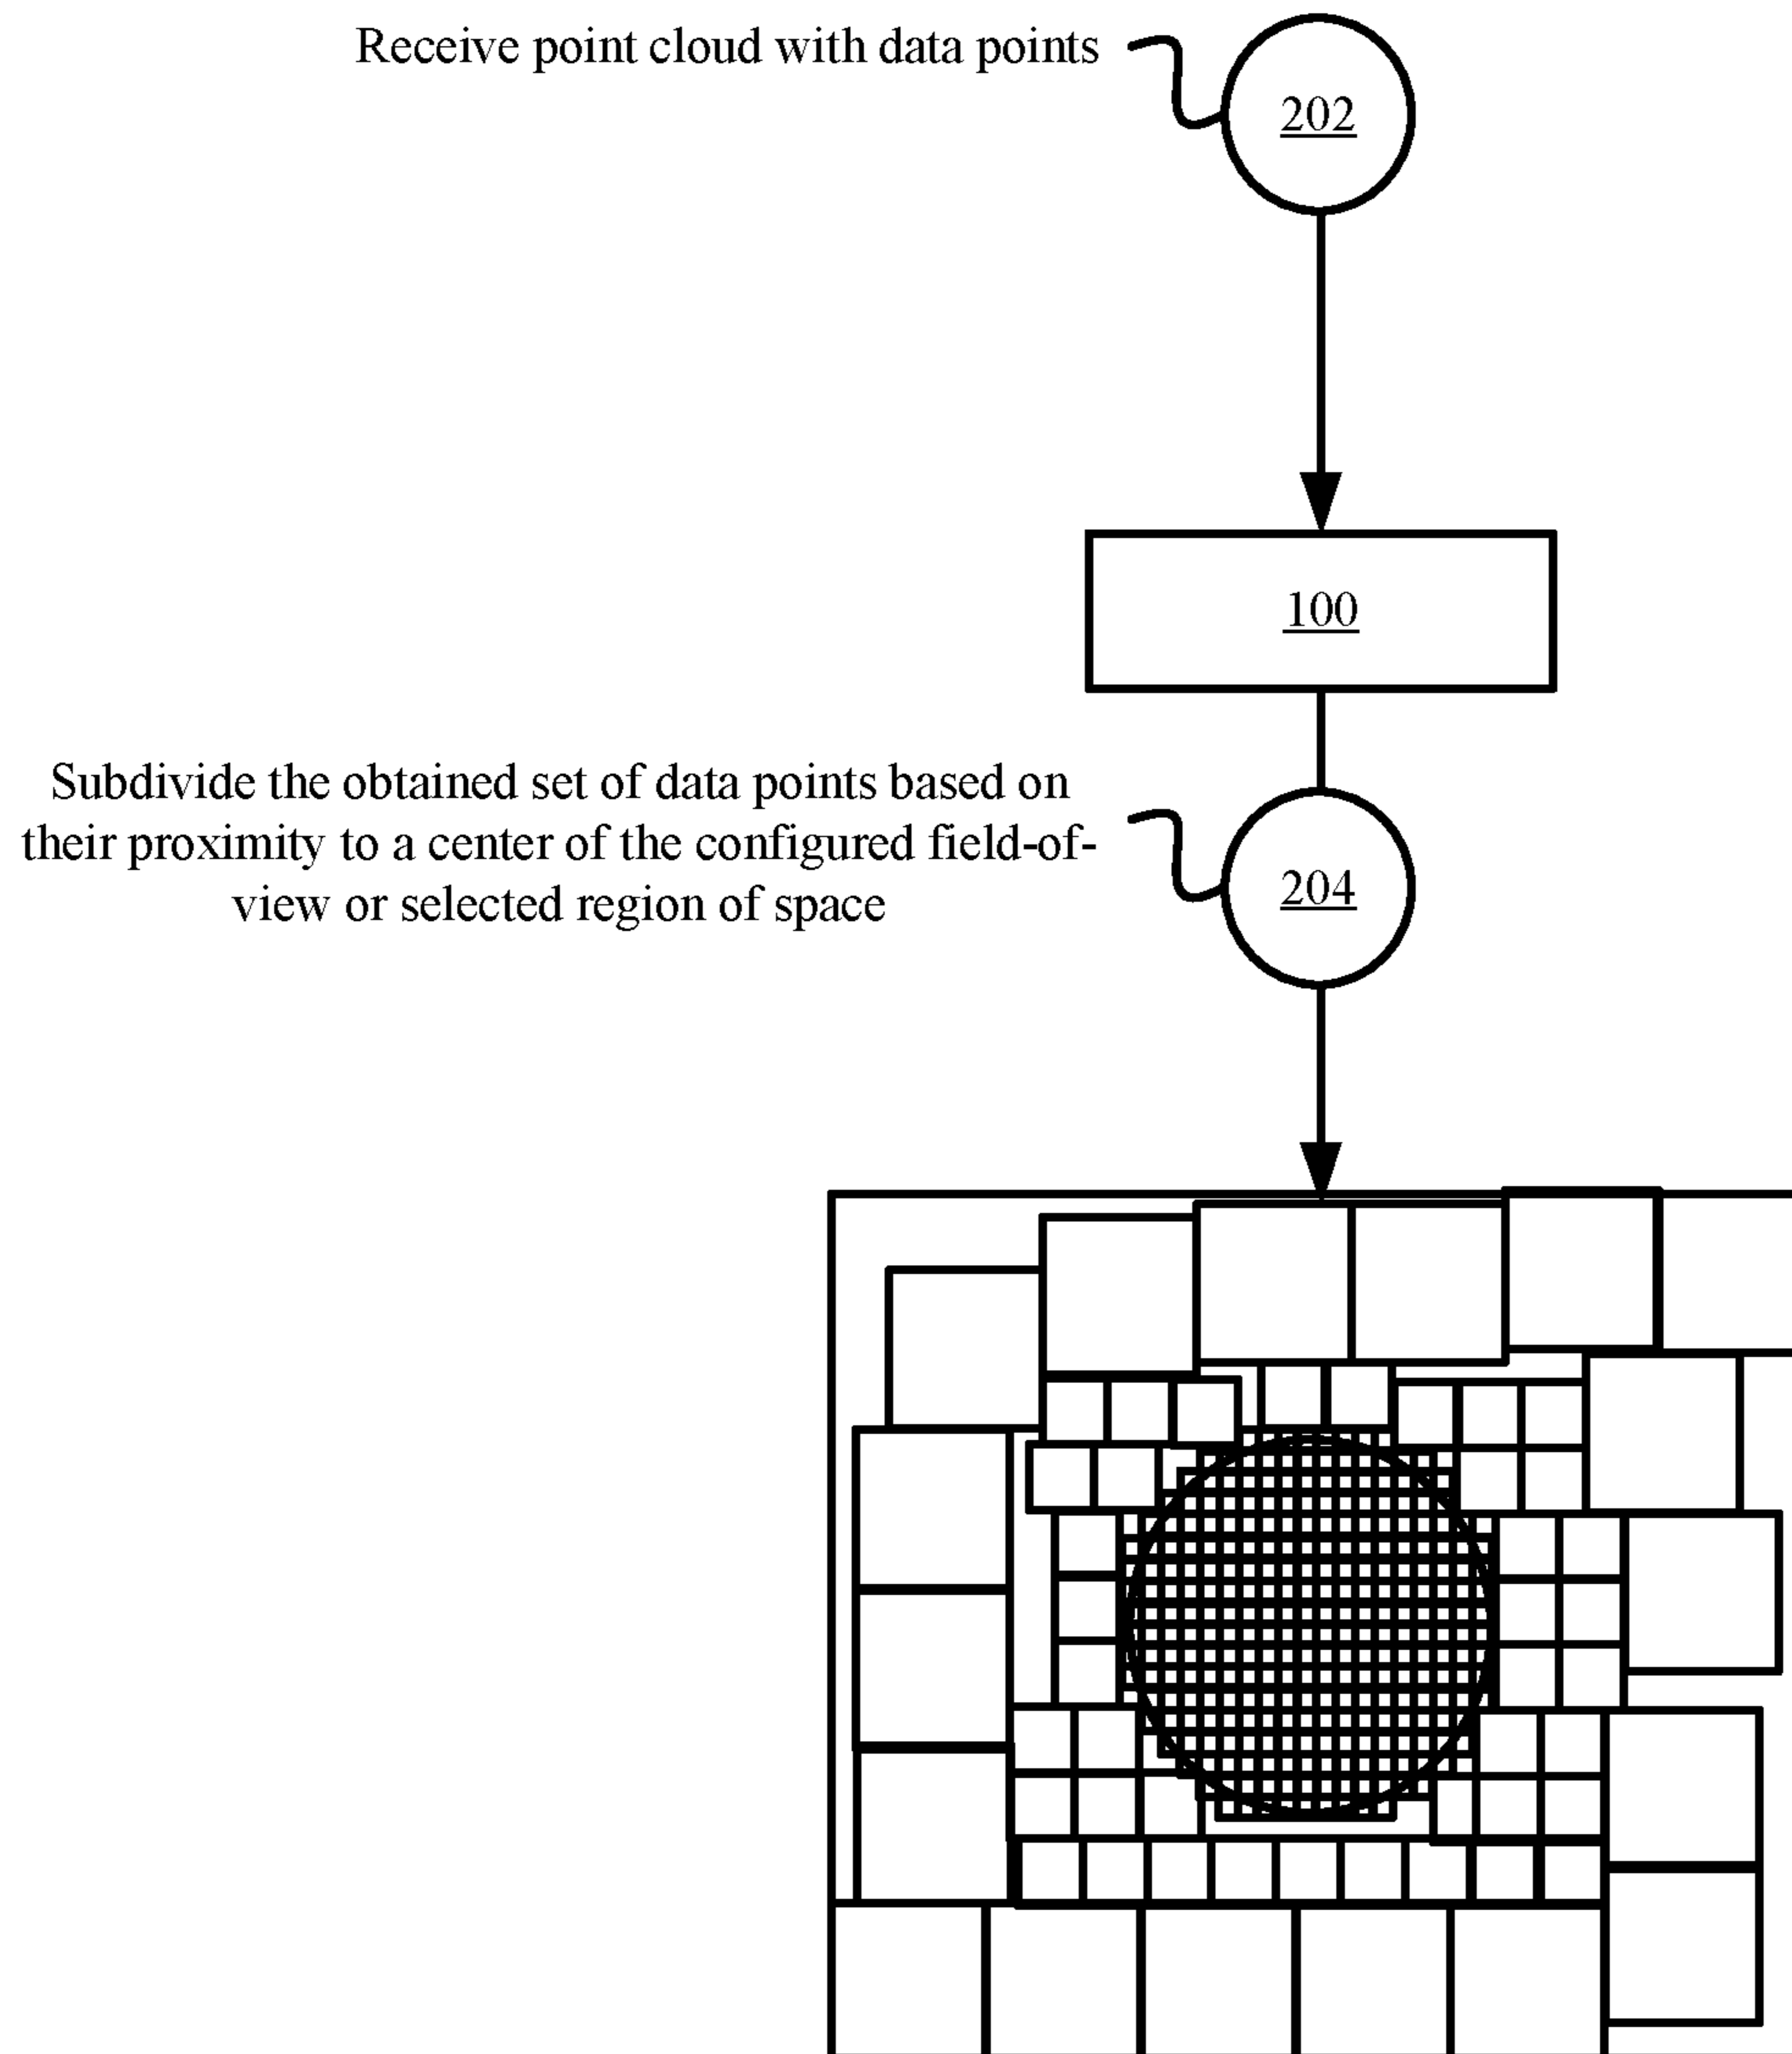 Receive point cloud with data points
202
100
Subdivide the obtained set of data points based on
their proximity to a center of the configured field-of-
view or selected region of space
204